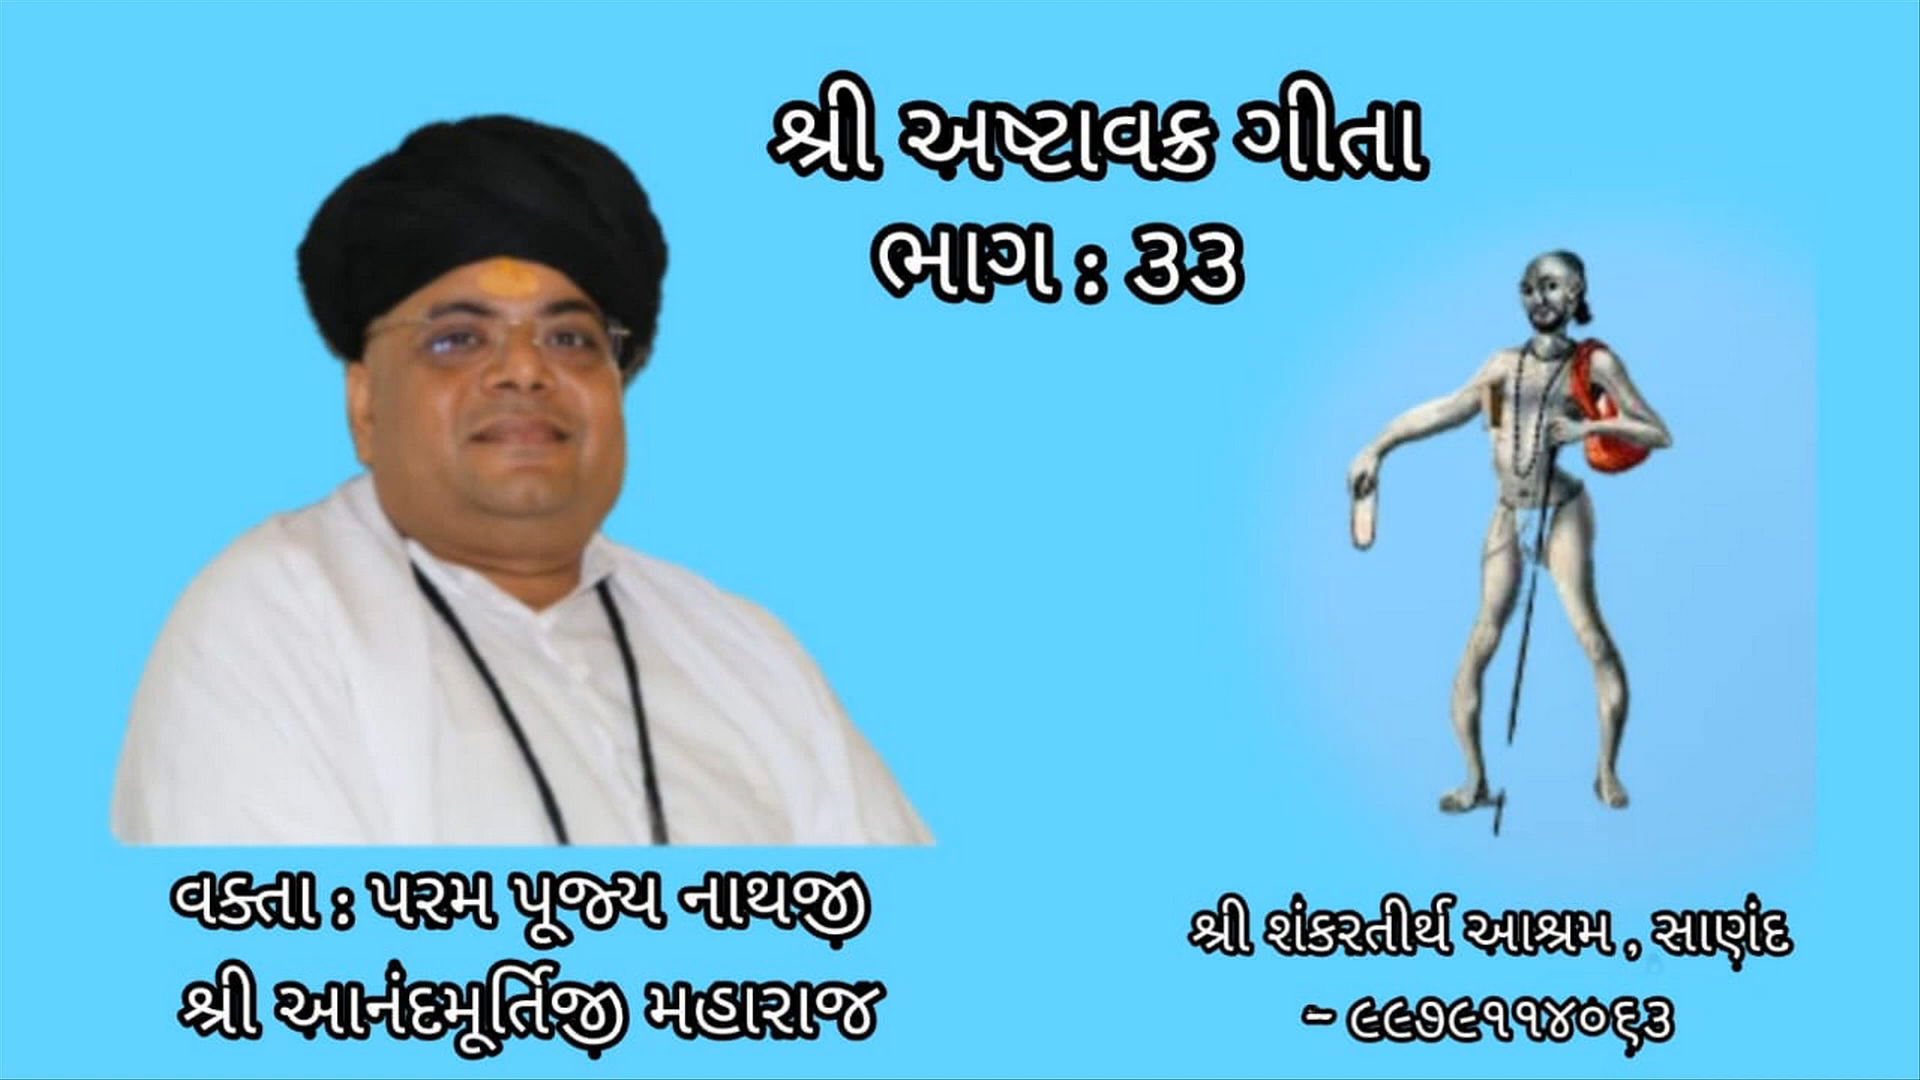 શ્રી અષ્ટાવક્ર ગીતા
ભાગ : ૩૩
વક્તા : પરમ પૂજ્ય નાથજી
શ્રી આનંદમૂર્તિજી મહારાજ
શ્રી શંકરતીર્થ આશ્રમ , સાણંદ
- ૯૯૭૯૧૧૪૦૬૩